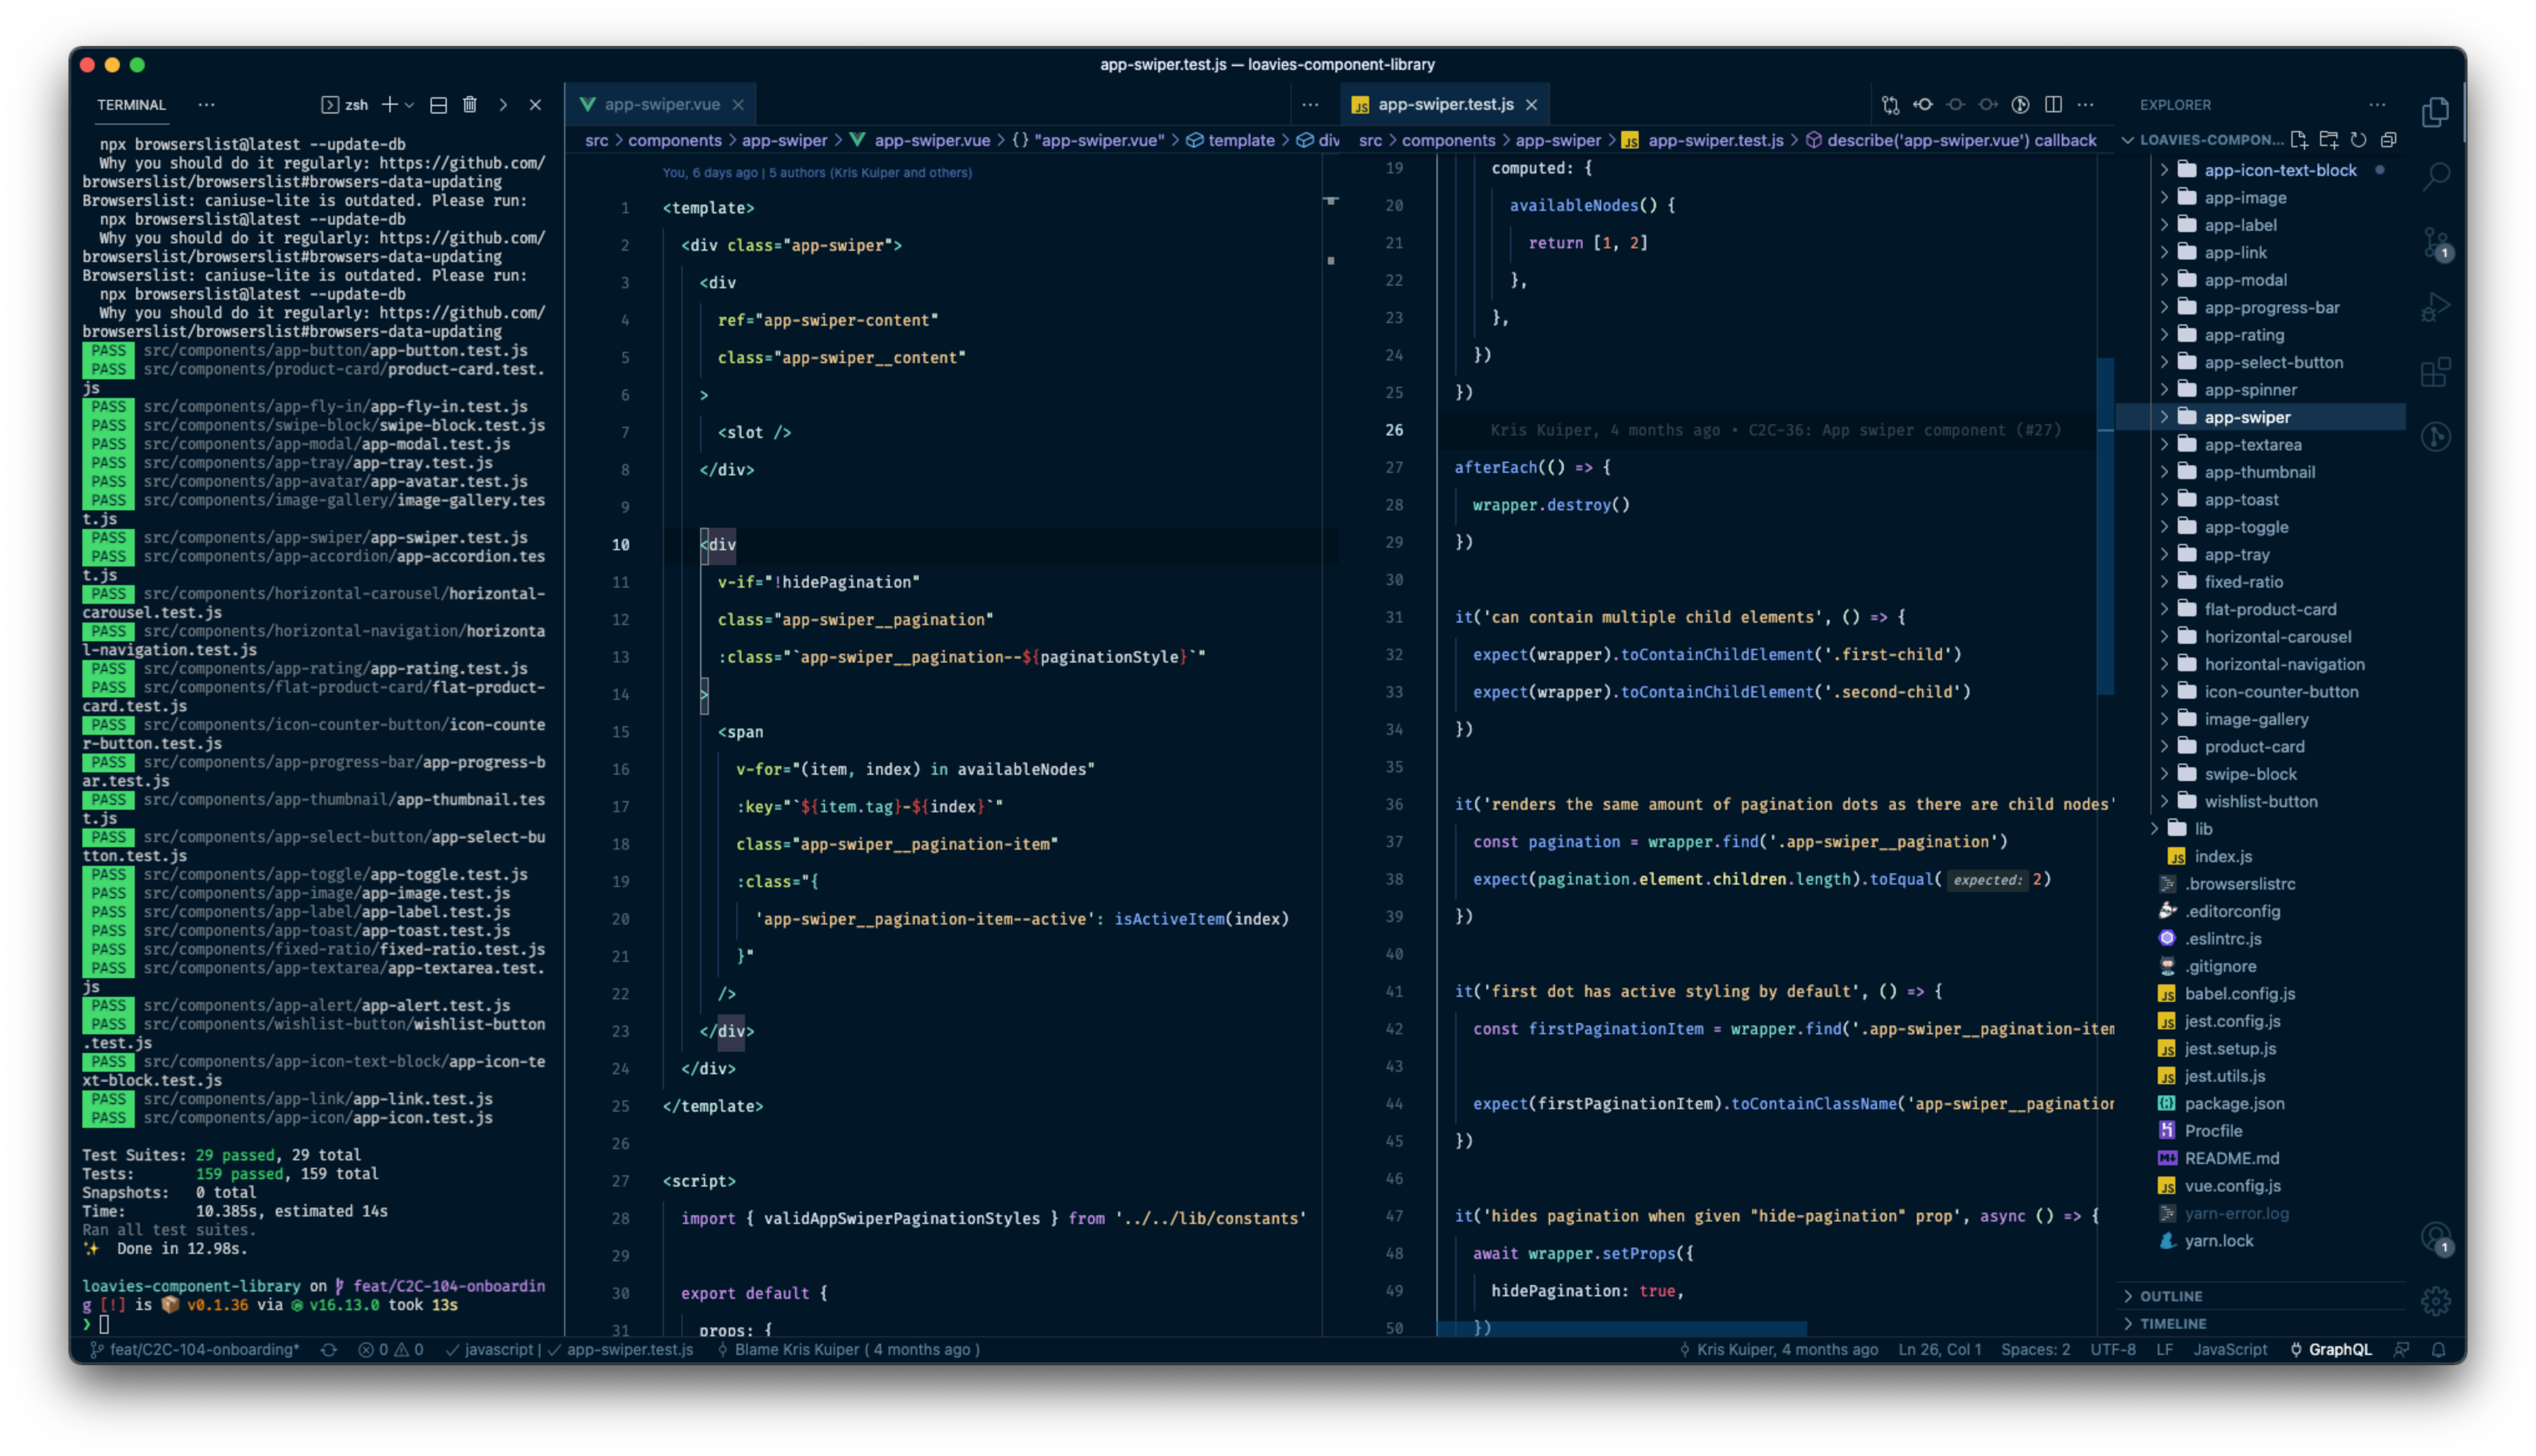 app-swiper.test.js — loavies-component-library
TERMINAL
zsh
npx browserslist@latest --update-db
Why you should do it regularly: https://github.com/
browserslist/browserslist#browsers-data-updating
Browserslist: caniuse-lite is outdated. Please run:
npx browserslist@latest --update-db
Why you should do it regularly: https://github.com/
browserslist/browserslist#browsers-data-updating
Browserslist: caniuse-lite is outdated. Please run:
npx browserslist@latest --update-db
Why you should do it regularly: https://github.com/
browserslist/browserslist#browsers-data-updating
PASS src/components/app-button/app-button.test.js
PASS src/components/product-card/product-card.test.
js
PASS src/components/app-fly-in/app-fly-in.test.js
PASS src/components/swipe-block/swipe-block.test.js
PASS src/components/app-modal/app-modal.test.js
PASS src/components/app-tray/app-tray.test.js
PASS src/components/app-avatar/app-avatar.test.js
PASS src/components/image-gallery/image-gallery.tes
t.js
PASS src/components/app-swiper/app-swiper.test.js
PASS src/components/app-accordion/app-accordion.tes
t.js
PASS src/components/horizontal-carousel/horizontal-
carousel.test.js
PASS src/components/horizontal-navigation/horizonta
l-navigation.test.js
PASS src/components/app-rating/app-rating.test.js
PASS src/components/flat-product-card/flat-product-
card.test.js
PASS src/components/icon-counter-button/icon-counte
r-button.test.js
PASS src/components/app-progress-bar/app-progress-b
ar.test.js
PASS src/components/app-thumbnail/app-thumbnail.tes
t.js
PASS src/components/app-select-button/app-select-bu
tton.test.js
PASS src/components/app-toggle/app-toggle.test.js
PASS src/components/app-image/app-image.test.js
PASS src/components/app-label/app-label.test.js
PASS src/components/app-toast/app-toast.test.js
PASS src/components/fixed-ratio/fixed-ratio.test.js
PASS src/components/app-textarea/app-textarea.test.
js
PASS src/components/app-alert/app-alert.test.js
PASS src/components/wishlist-button/wishlist-button
.test.js
PASS src/components/app-icon-text-block/app-icon-te
xt-block.test.js
PASS src/components/app-link/app-link.test.js
PASS src/components/app-icon/app-icon.test.js
Test Suites: 29 passed, 29 total
Tests: 159 passed, 159 total
Snapshots: 0 total
Time: 10.385s, estimated 14s
Ran all test suites.
✨ Done in 12.98s.
loavies-component-library on feat/C2C-104-onboardin
g [!] is 📦 v0.1.36 via v16.13.0 took 13s
❯
app-swiper.vue
src > components > app-swiper > app-swiper.vue > {} "app-swiper.vue" > template > div
You, 6 days ago | 5 authors (Kris Kuiper and others)
1 <template>
2 <div class="app-swiper">
3 <div
4 ref="app-swiper-content"
5 class="app-swiper__content"
6 >
7 <slot />
8 </div>
9
10 <div
11 v-if="!hidePagination"
12 class="app-swiper__pagination"
13 :class="`app-swiper__pagination--${paginationStyle}`"
14 >
15 <span
16 v-for="(item, index) in availableNodes"
17 :key="`${item.tag}-${index}`"
18 class="app-swiper__pagination-item"
19 :class="{
20 'app-swiper__pagination-item--active': isActiveItem(index)
21 }"
22 />
23 </div>
24 </div>
25 </template>
26
27 <script>
28 import { validAppSwiperPaginationStyles } from '../../lib/constants'
29
30 export default {
31 props: {
app-swiper.test.js
src > components > app-swiper > JS app-swiper.test.js > describe('app-swiper.vue') callback
19 computed: {
20 availableNodes() {
21 return [1, 2]
22 },
23 },
24 })
25 })
26 Kris Kuiper, 4 months ago • C2C-36: App swiper component (#27)
27 afterEach(() => {
28 wrapper.destroy()
29 })
30
31 it('can contain multiple child elements', () => {
32 expect(wrapper).toContainChildElement('.first-child')
33 expect(wrapper).toContainChildElement('.second-child')
34 })
35
36 it('renders the same amount of pagination dots as there are child nodes'
37 const pagination = wrapper.find('.app-swiper__pagination')
38 expect(pagination.element.children.length).toEqual( expected: 2)
39 })
40
41 it('first dot has active styling by default', () => {
42 const firstPaginationItem = wrapper.find('.app-swiper__pagination-item
43
44 expect(firstPaginationItem).toContainClassName('app-swiper__pagination
45 })
46
47 it('hides pagination when given "hide-pagination" prop', async () => {
48 await wrapper.setProps({
49 hidePagination: true,
50 })
EXPLORER
LOAVIES-COMPON...
app-icon-text-block
app-image
app-label
app-link
app-modal
app-progress-bar
app-rating
app-select-button
app-spinner
app-swiper
app-textarea
app-thumbnail
app-toast
app-toggle
app-tray
fixed-ratio
flat-product-card
horizontal-carousel
horizontal-navigation
icon-counter-button
image-gallery
product-card
swipe-block
wishlist-button
lib
JS index.js
.browserslistrc
.editorconfig
.eslintrc.js
.gitignore
JS babel.config.js
JS jest.config.js
JS jest.setup.js
JS jest.utils.js
package.json
Procfile
README.md
JS vue.config.js
yarn-error.log
yarn.lock
OUTLINE
TIMELINE
1
1
feat/C2C-104-onboarding* 0 0 javascript | app-swiper.test.js Blame Kris Kuiper ( 4 months ago ) Kris Kuiper, 4 months ago Ln 26, Col 1 Spaces: 2 UTF-8 LF JavaScript GraphQL